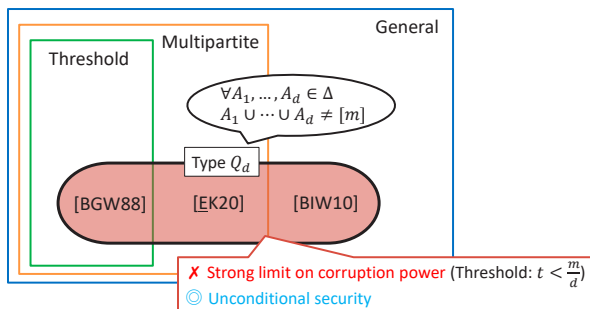 General
Multipartite
Threshold
∀A₁, …, A_d ∈ Δ
A₁ ∪ ⋯ ∪ A_d ≠ [m]
Type Q_d
[BGW88] [EK20] [BIW10]
✗ Strong limit on corruption power (Threshold: t < m/d)
◎ Unconditional security